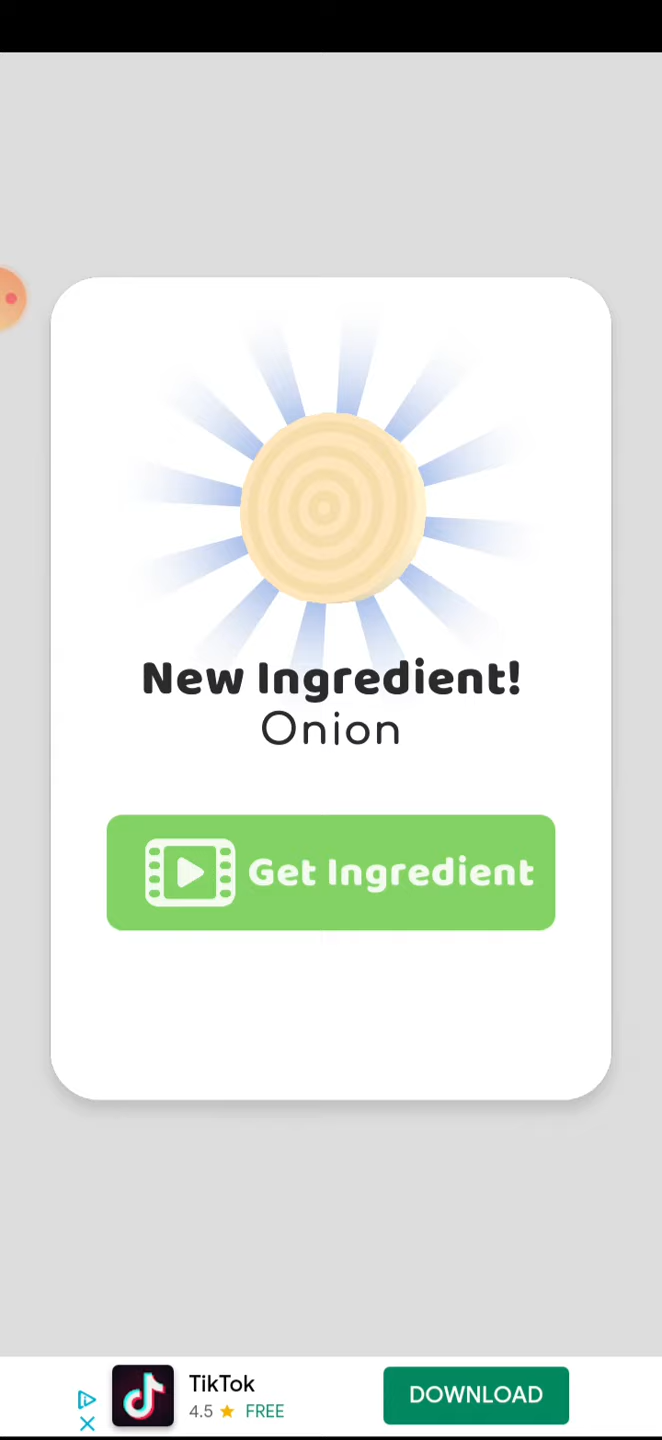 New Ingredient!
Onion
Get Ingredient
TikTok
4.5 ★ FREE
DOWNLOAD